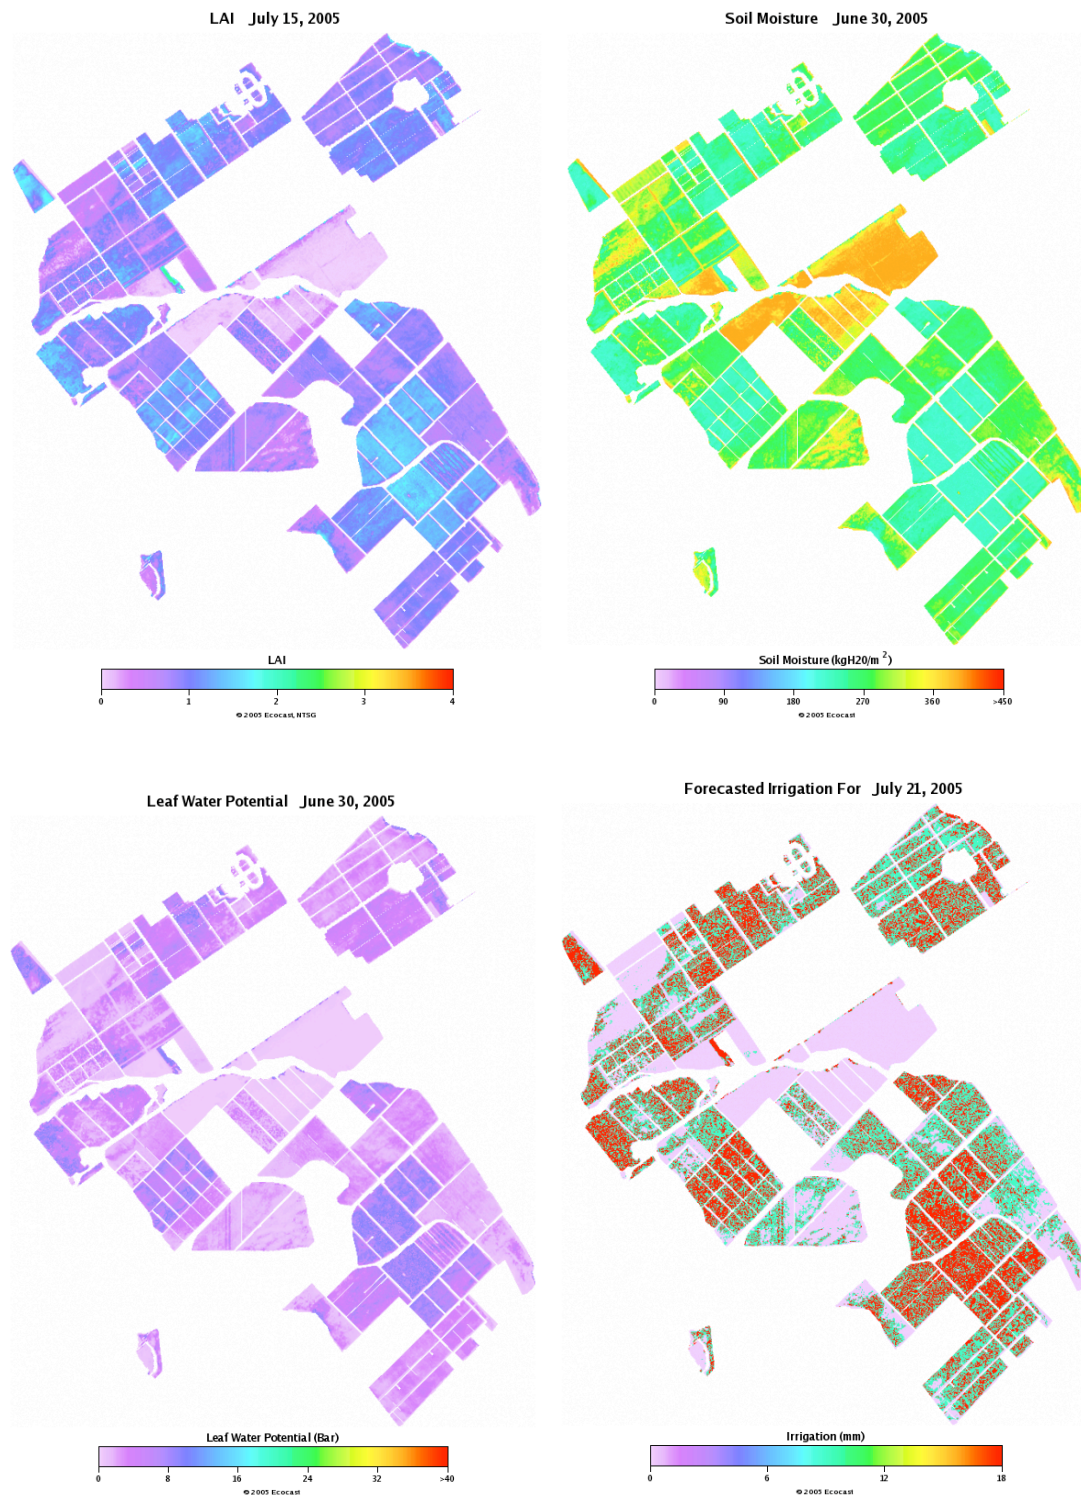 LAI July 15, 2005
Soil Moisture June 30, 2005
LAI
0 1 2 3 4
© 2005 Ecocast, NTSG
Soil Moisture (kgH20/m 2)
0 90 180 270 360 >450
© 2005 Ecocast
Leaf Water Potential June 30, 2005
Forecasted Irrigation For July 21, 2005
Leaf Water Potential (Bar)
0 8 16 24 32 >40
© 2005 Ecocast
Irrigation (mm)
0 6 12 18
© 2005 Ecocast